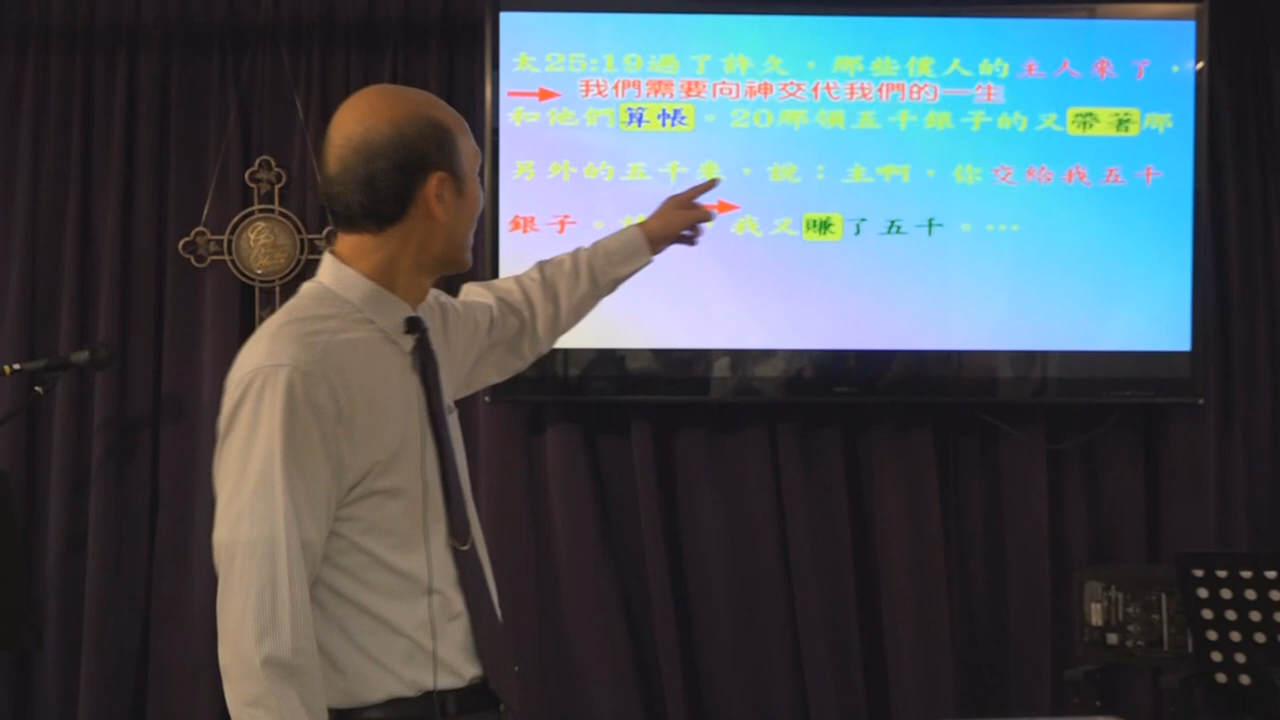 太25:19過了許久，那些僕人的主人來了，
我們需要向神交代我們的一生
和他們算帳。20那領五千銀子的又帶著那
另外的五千來，說：主啊，你交給我五千
銀子。 我又賺了五千。…